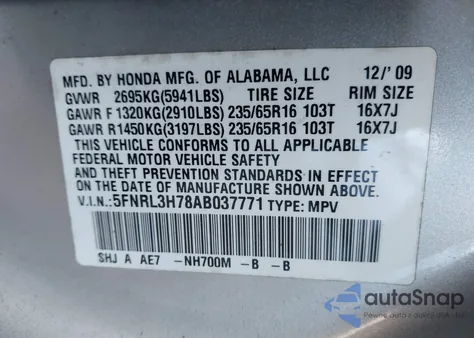 MFD. BY HONDA MFG. OF ALABAMA, LLC 12/'09
GVWR 2695KG(5941LBS) TIRE SIZE RIM SIZE
GAWR F 1320KG(2910LBS) 235/65R16 103T 16X7J
GAWR R1450KG(3197LBS) 235/65R16 103T 16X7J
THIS VEHICLE CONFORMS TO ALL APPLICABLE
FEDERAL MOTOR VEHICLE SAFETY
AND THEFT PREVENTION STANDARDS IN EFFECT
ON THE DATE OF MANUFACTURE SHOWN ABOVE.
V.I.N.:5FNRL3H78AB037771 TYPE: MPV
SHJ A AE7 -NH700M -B -B
autoSnap